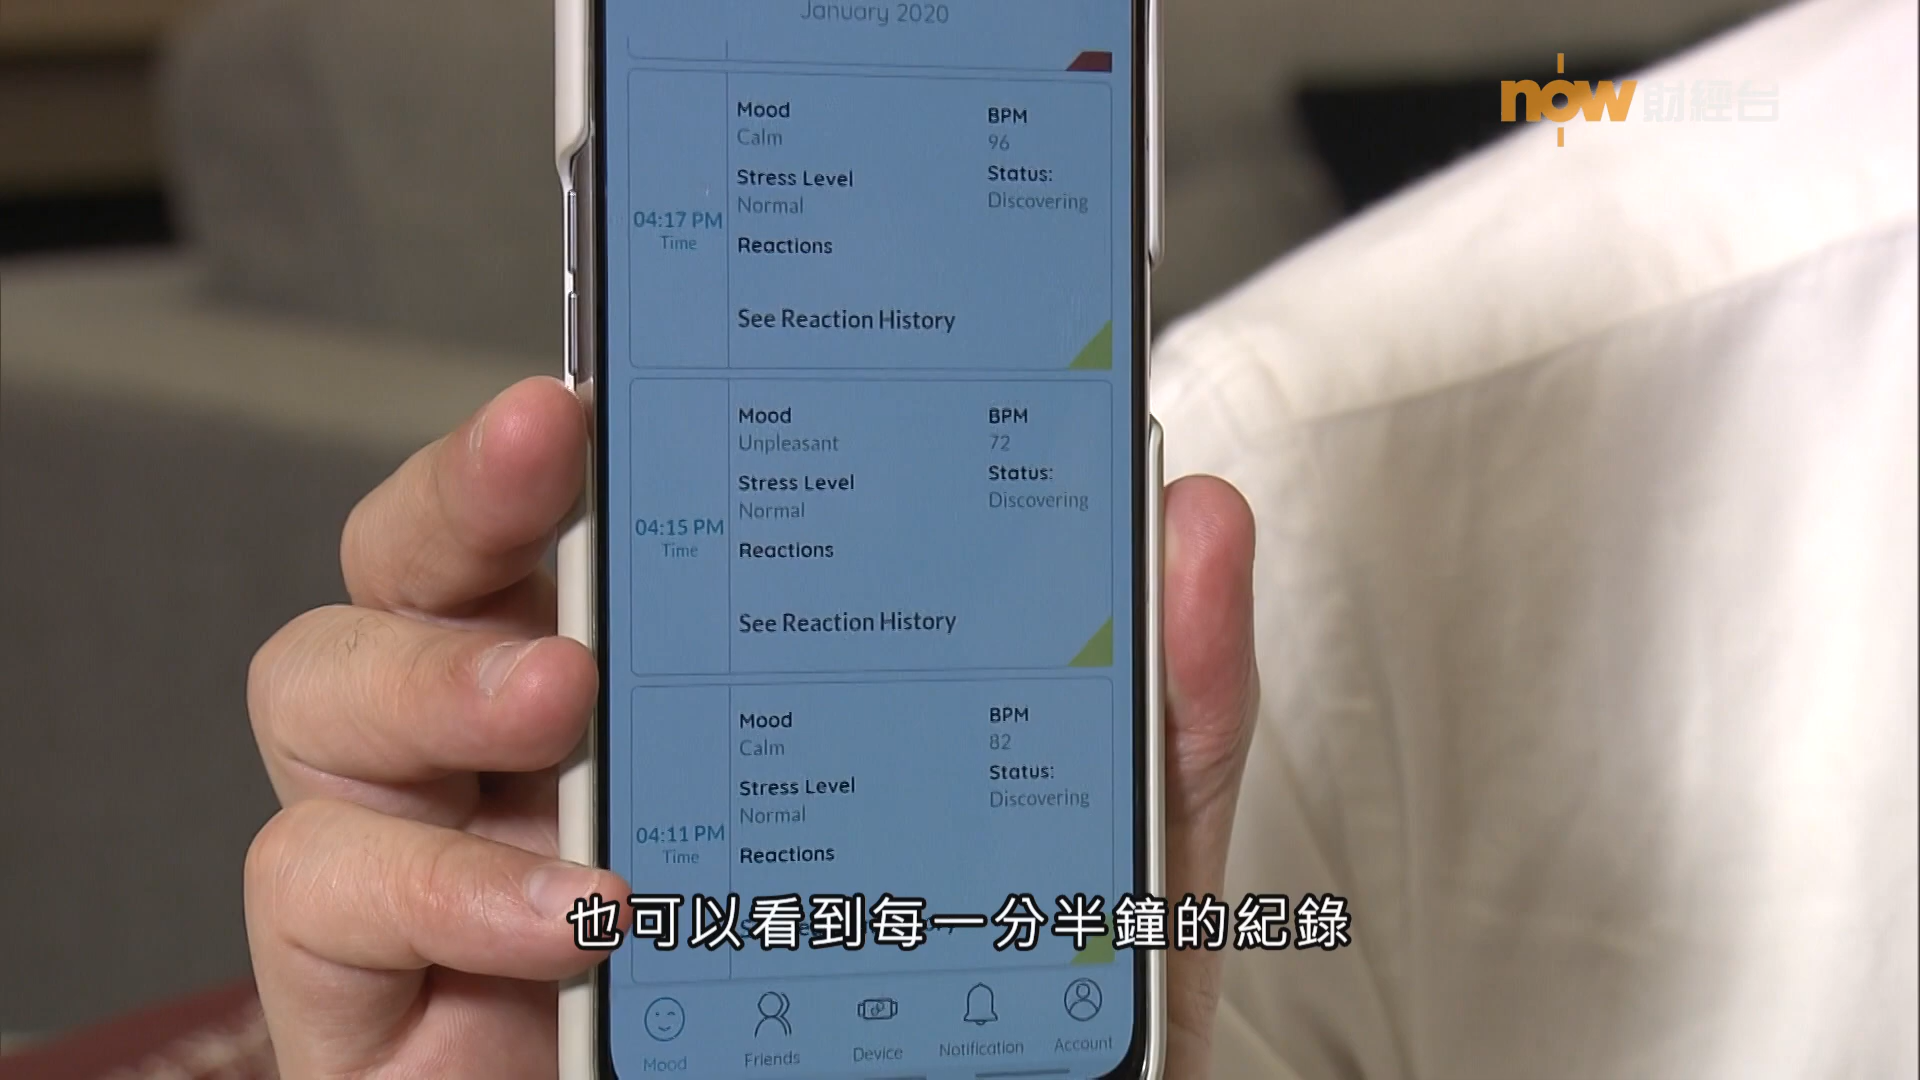 January 2020
now 財經台
Mood
Calm
BPM
96
Stress Level
Normal
Status:
Discovering
04:17 PM
Time
Reactions
See Reaction History
Mood
Unpleasant
BPM
72
Stress Level
Normal
Status:
Discovering
04:15 PM
Time
Reactions
See Reaction History
Mood
Calm
BPM
82
Stress Level
Normal
Status:
Discovering
04:11 PM
Time
Reactions
也可以看到每一分半鐘的紀錄
Mood
Friends
Device
Notification
Account